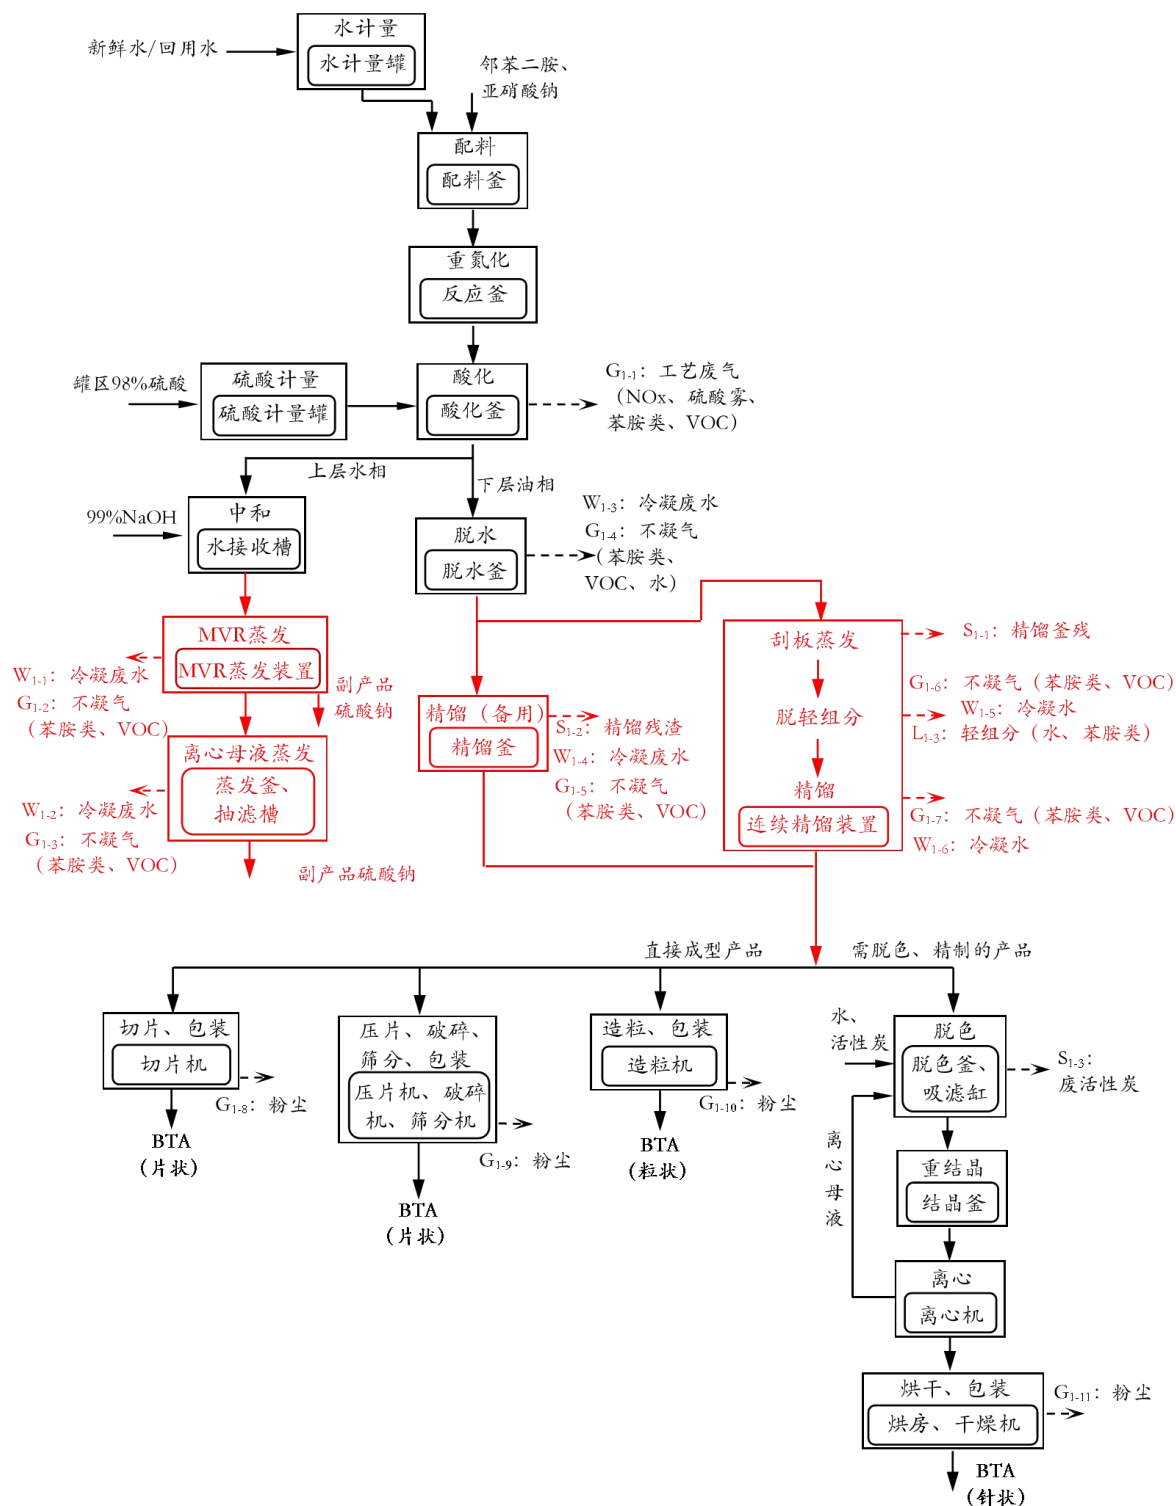 水计量
新鲜水/回用水
水计量罐
邻苯二胺、
亚硝酸钠
配料
配料釜
重氮化
反应釜
罐区98%硫酸
硫酸计量
硫酸计量罐
酸化
酸化釜
G₁₋₁：工艺废气
（NOx、硫酸雾、
苯胺类、VOC）
上层水相
下层油相
99%NaOH
中和
水接收槽
脱水
脱水釜
W₁₋₃：冷凝废水
G₁₋₄：不凝气
（苯胺类、
VOC、水）
MVR蒸发
MVR蒸发装置
W₁₋₁：冷凝废水
G₁₋₂：不凝气
（苯胺类、VOC）
副产品
硫酸钠
离心母液蒸发
蒸发釜、
抽滤槽
W₁₋₂：冷凝废水
G₁₋₃：不凝气
（苯胺类、VOC）
副产品硫酸钠
精馏（备用）
精馏釜
S₁₋₂：精馏残渣
W₁₋₄：冷凝废水
G₁₋₅：不凝气
（苯胺类、VOC）
刮板蒸发
脱轻组分
精馏
连续精馏装置
S₁₋₁：精馏釜残
G₁₋₆：不凝气（苯胺类、VOC）
W₁₋₅：冷凝水
L₁₋₃：轻组分（水、苯胺类）
G₁₋₇：不凝气（苯胺类、VOC）
W₁₋₆：冷凝水
直接成型产品
需脱色、精制的产品
切片、包装
切片机
G₁₋₈：粉尘
BTA
（片状）
压片、破碎、
筛分、包装
压片机、破碎
机、筛分机
G₁₋₉：粉尘
BTA
（片状）
造粒、包装
造粒机
G₁₋₁₀：粉尘
BTA
（粒状）
水、
活性炭
脱色
脱色釜、
吸滤缸
S₁₋₃：
废活性炭
离心母液
重结晶
结晶釜
离心
离心机
烘干、包装
烘房、干燥机
G₁₋₁₁：粉尘
BTA
（针状）